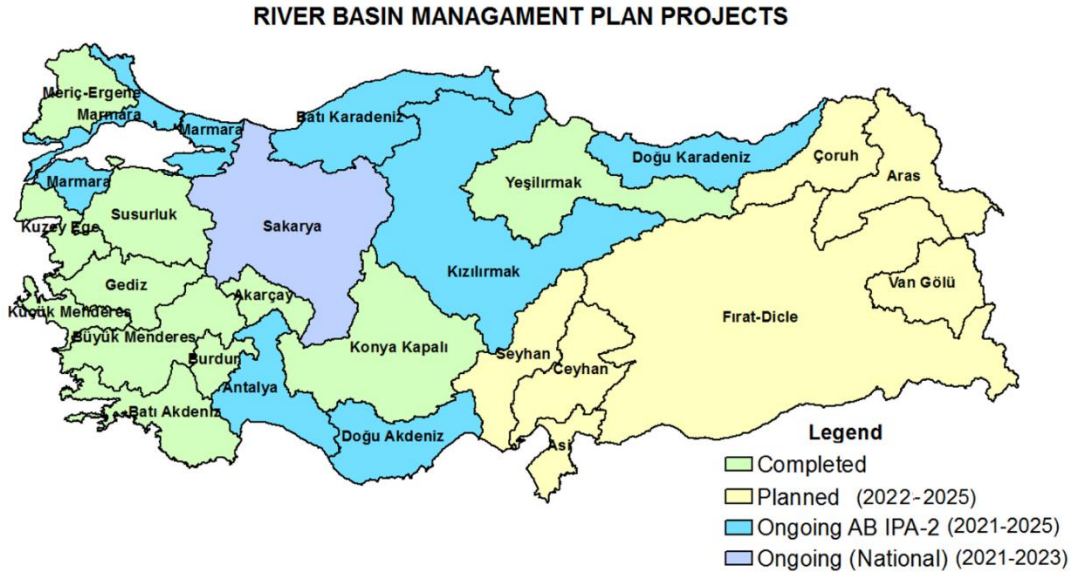 RIVER BASIN MANAGAMENT PLAN PROJECTS
Meriç-Ergene
Marmara
Marmara
Batı Karadeniz
Doğu Karadeniz
Çoruh
Aras
Marmara
Yeşilırmak
Susurluk
Sakarya
Kuzey Ege
Kızılırmak
Gediz
Akarçay
Van Gölü
Küçük Menderes
Fırat-Dicle
Büyük Menderes
Konya Kapalı
Seyhan
Burdur
Ceyhan
Antalya
Batı Akdeniz
Doğu Akdeniz
Asi
Legend
Completed
Planned (2022-2025)
Ongoing AB IPA-2 (2021-2025)
Ongoing (National) (2021-2023)